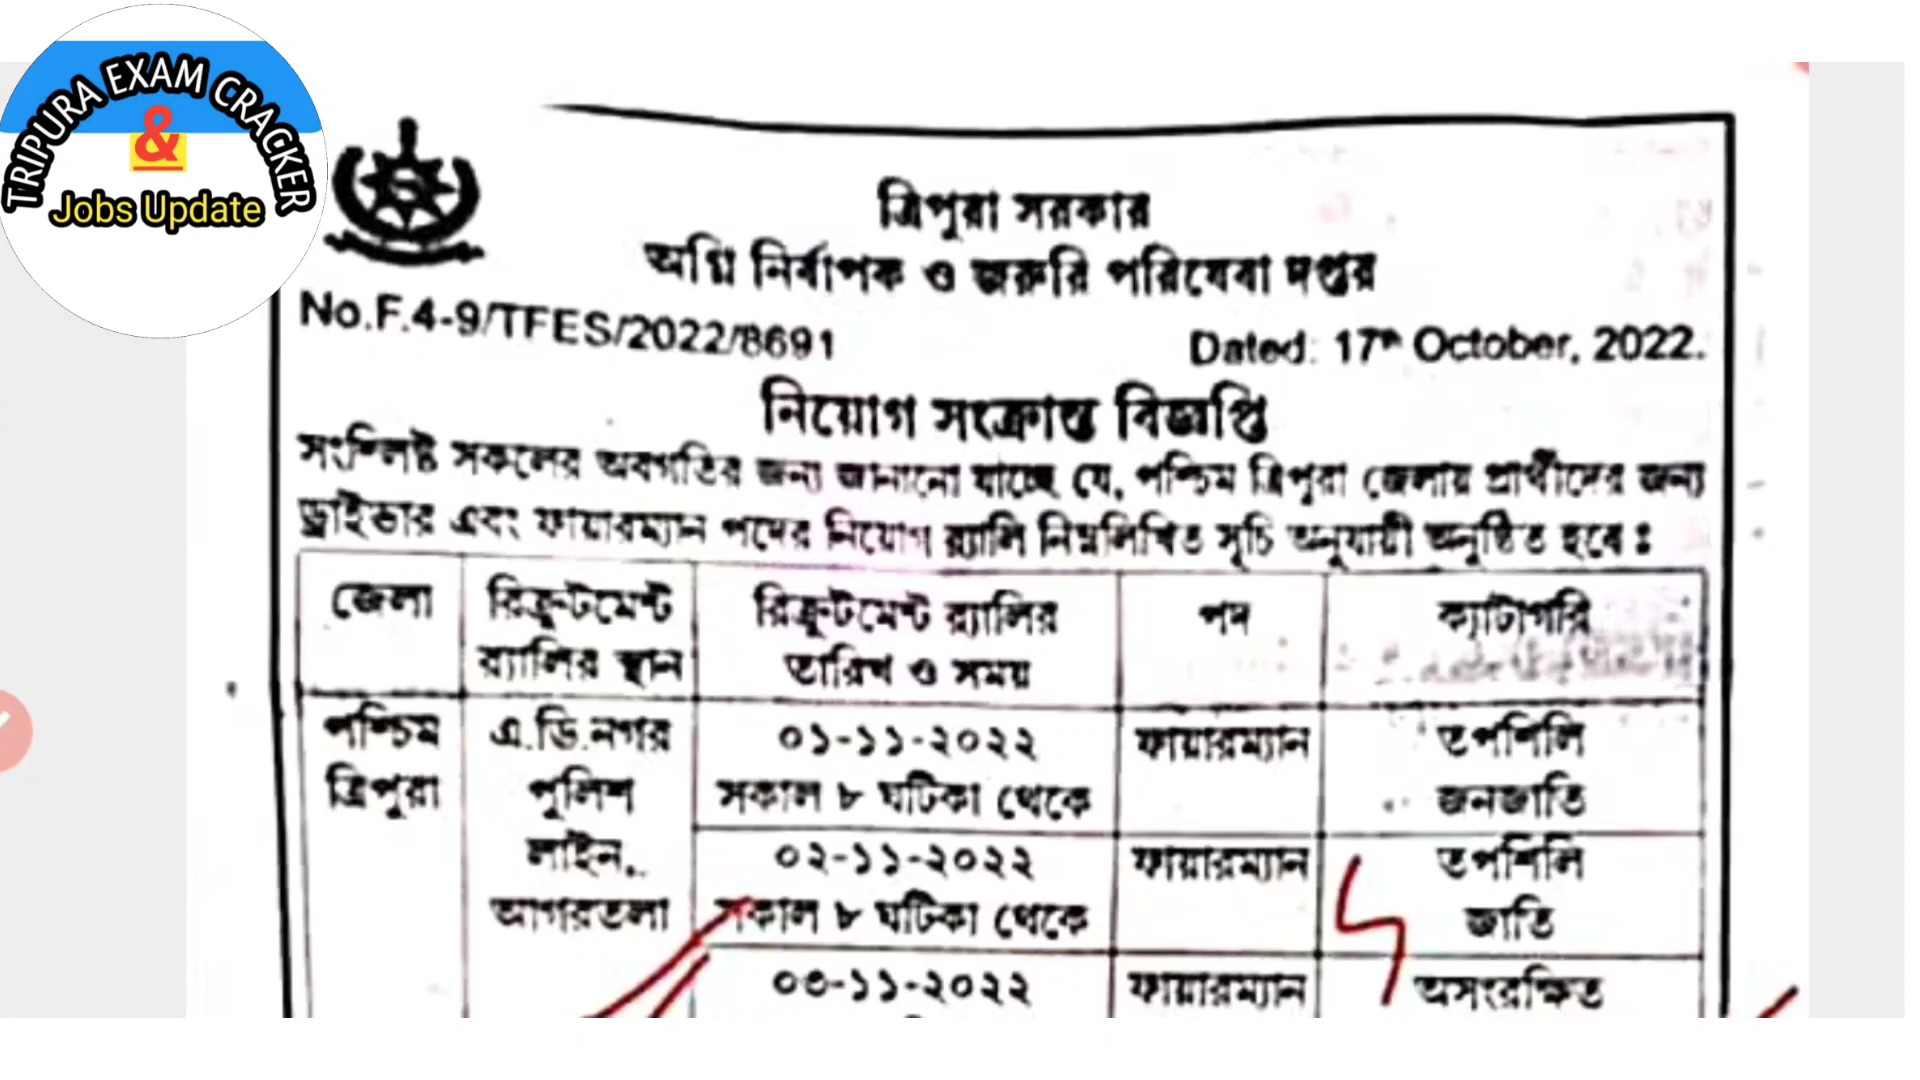 TRIPURA EXAM CRACKER
&
Jobs Update
ত্রিপুরা সরকার
অগ্নি নির্বাপক ও জরুরি পরিষেবা দপ্তর
No.F.4-9/TFES/2022/8691
Dated: 17th October, 2022.
নিয়োগ সংক্রান্ত বিজ্ঞপ্তি
সংশ্লিষ্ট সকলের অবগতির জন্য জানানো যাচ্ছে যে, পশ্চিম ত্রিপুরা জেলায় প্রার্থীদের জন্য
ড্রাইভার এবং ফায়ারম্যান পদের নিয়োগ র‍্যালি নিম্নলিখিত সূচি অনুযায়ী অনুষ্ঠিত হবে :
জেলা
রিক্রুটমেন্ট
র‍্যালির স্থান
রিক্রুটমেন্ট র‍্যালির
তারিখ ও সময়
পদ
ক্যাটাগরি
পশ্চিম
ত্রিপুরা
এ.ডি.নগর
পুলিশ
লাইন,
আগরতলা
০১-১১-২০২২
সকাল ৮ ঘটিকা থেকে
ফায়ারম্যান
তপশিলি
জনজাতি
০২-১১-২০২২
সকাল ৮ ঘটিকা থেকে
ফায়ারম্যান
তপশিলি
জাতি
০৩-১১-২০২২
ফায়ারম্যান
অসংরক্ষিত